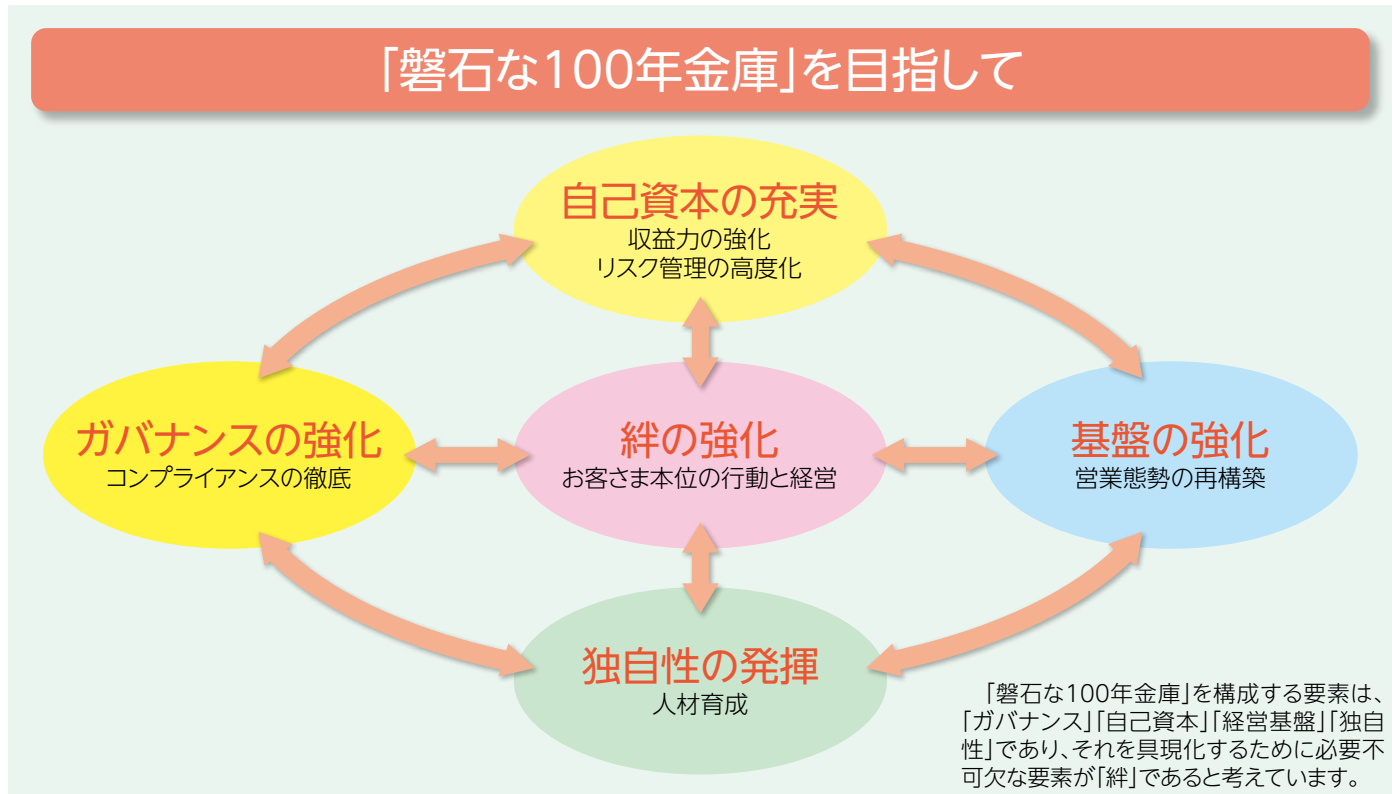 「磐石な100年金庫」を目指して
自己資本の充実
収益力の強化
リスク管理の高度化
ガバナンスの強化
コンプライアンスの徹底
絆の強化
お客さま本位の行動と経営
基盤の強化
営業態勢の再構築
独自性の発揮
人材育成
「磐石な100年金庫」を構成する要素は、
「ガバナンス」「自己資本」「経営基盤」「独自
性」であり、それを具現化するために必要不
可欠な要素が「絆」であると考えています。